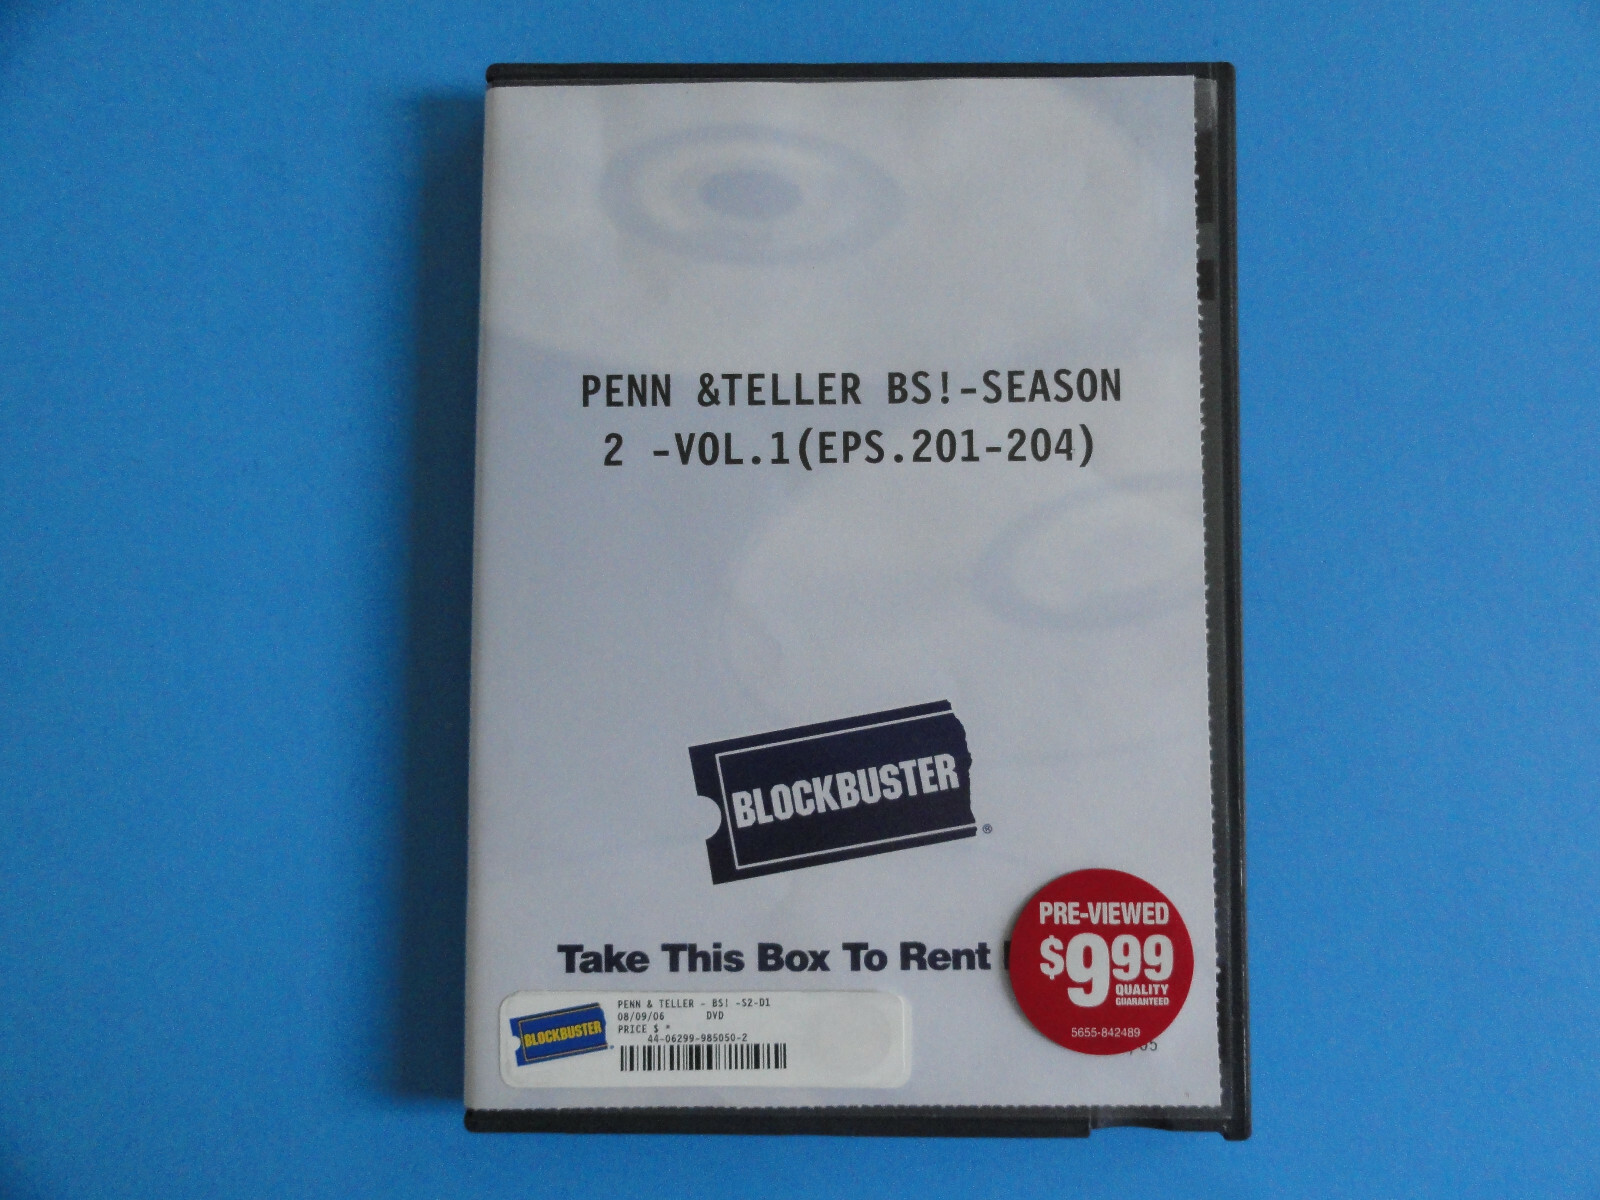 PENN &TELLER BS!-SEASON
2 -VOL.1(EPS.201-204)
BLOCKBUSTER
®
Take This Box To Rent
PRE-VIEWED
$9.99
QUALITY
GUARANTEED
5655-842489
BLOCKBUSTER
PENN & TELLER - BS! -S2-D1
08/09/06 DVD
PRICE $ *
44-06299-985050-2